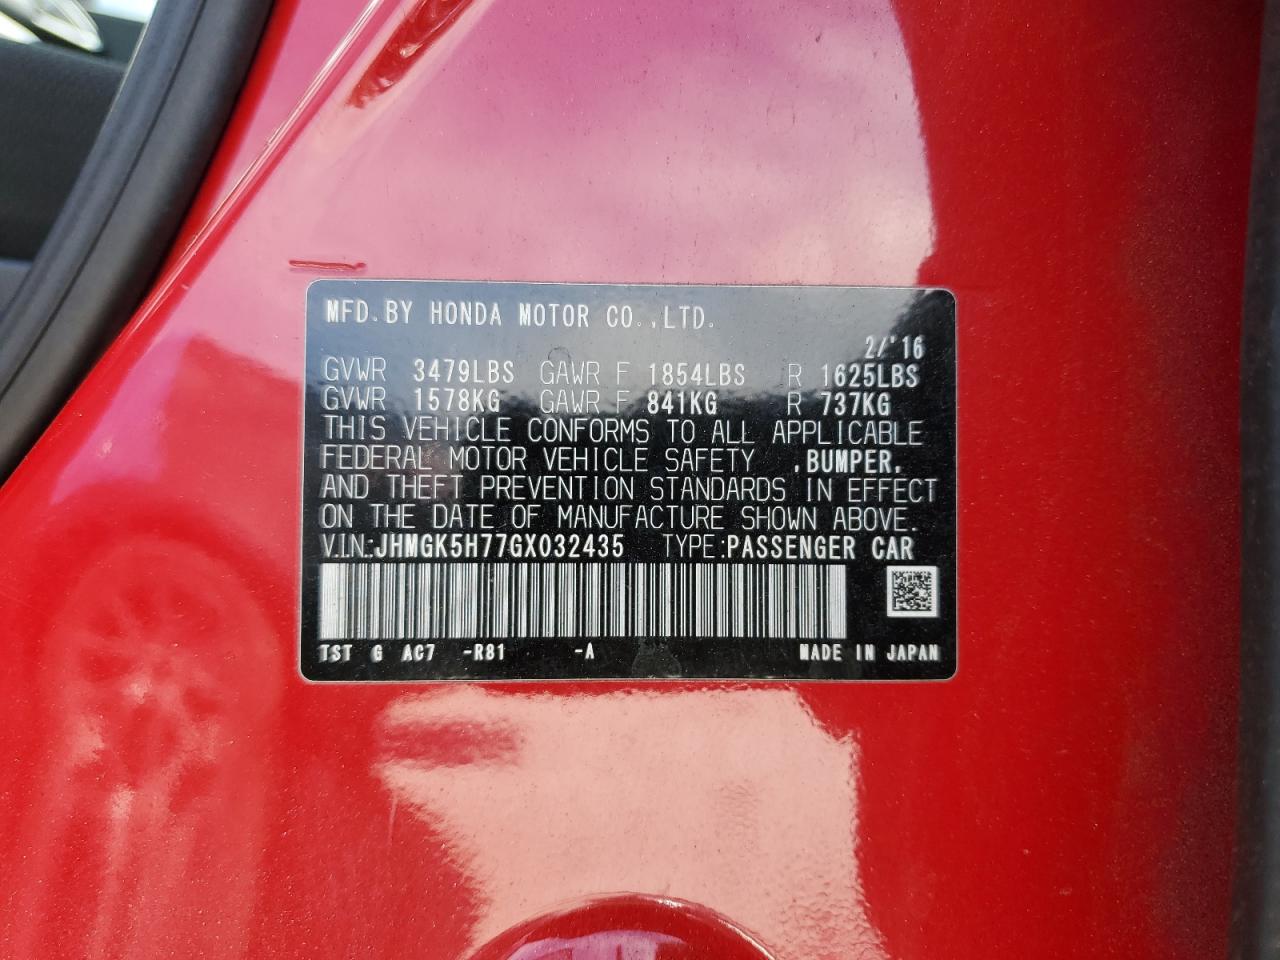 MFD.BY HONDA MOTOR CO.,LTD.
2/'16
GVWR 3479LBS GAWR F 1854LBS R 1625LBS
GVWR 1578KG GAWR F 841KG R 737KG
THIS VEHICLE CONFORMS TO ALL APPLICABLE
FEDERAL MOTOR VEHICLE SAFETY ,BUMPER,
AND THEFT PREVENTION STANDARDS IN EFFECT
ON THE DATE OF MANUFACTURE SHOWN ABOVE.
V.I.N.:JHMGK5H77GX032435 TYPE:PASSENGER CAR
TST G AC7 -R81 -A MADE IN JAPAN